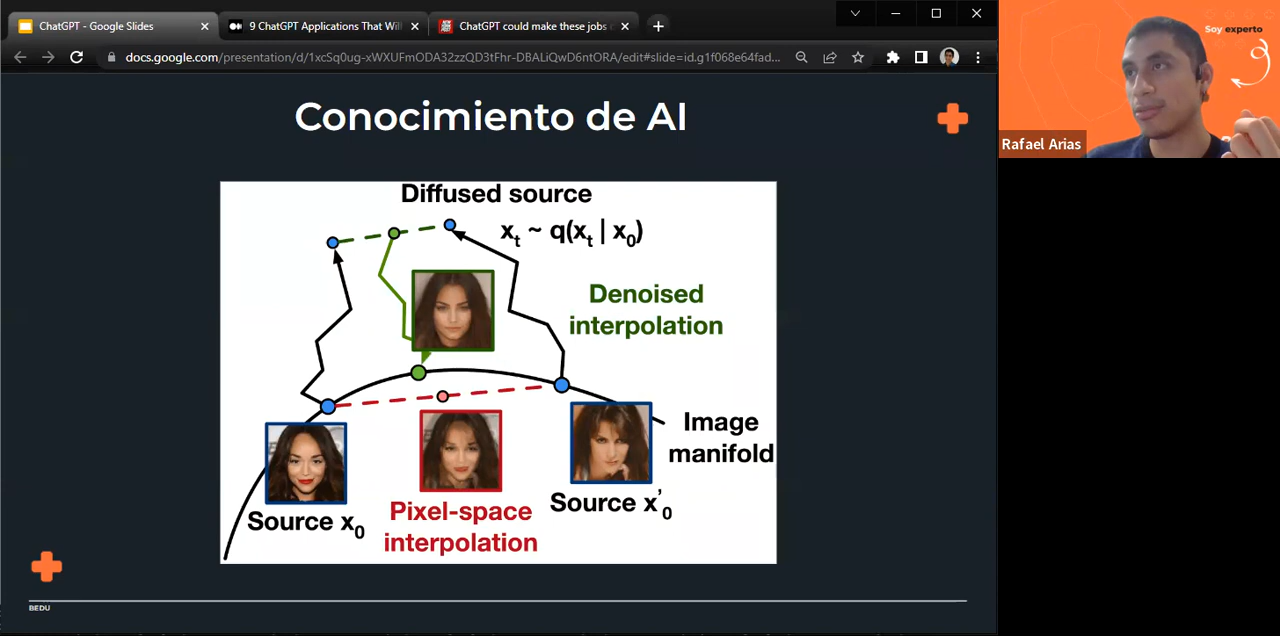 ChatGPT - Google Slides
9 ChatGPT Applications That Will
ChatGPT could make these jobs
docs.google.com/presentation/d/1xcSq0ug-wXWUFmODA32zzQD3tFhr-DBALiQwD6ntORA/edit#slide=id.g1f068e64fad...
Soy experto
Rafael Arias
Conocimiento de AI
Diffused source
xt ~ q(xt | x0)
Denoised
interpolation
Image
manifold
Source x0
Pixel-space
interpolation
Source x'0
BEDU